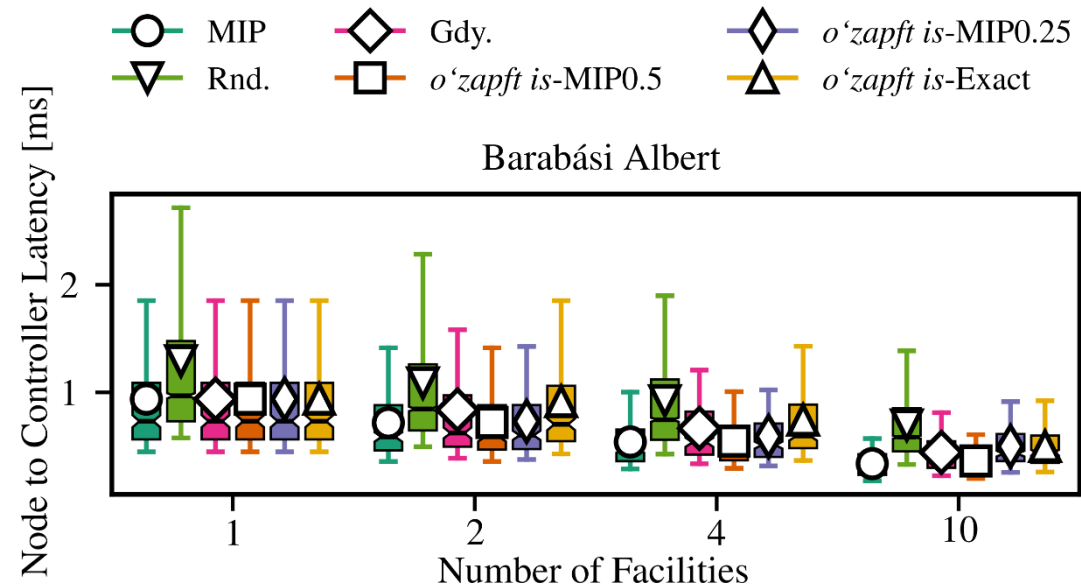 MIP Gdy. o‘zapft is-MIP0.25
Rnd. o‘zapft is-MIP0.5 o‘zapft is-Exact
Barabási Albert
Node to Controller Latency [ms]
2
1
1 2 4 10
Number of Facilities